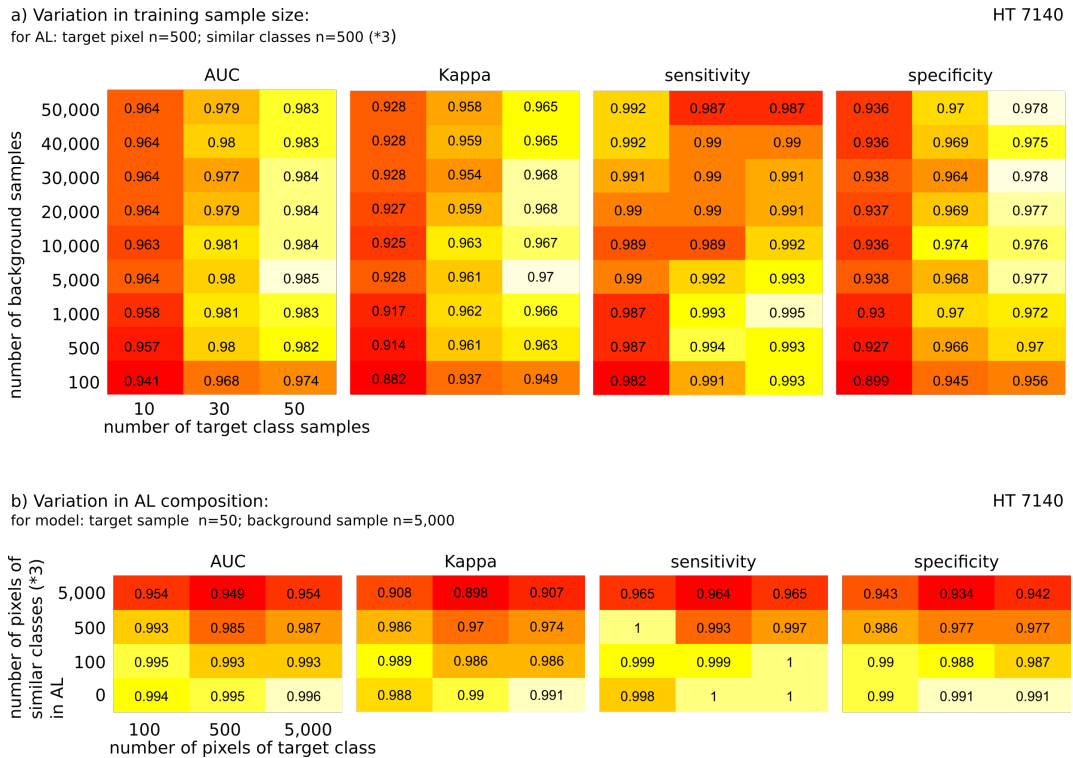 a) Variation in training sample size: HT 7140
for AL: target pixel n=500; similar classes n=500 (*3)
AUC Kappa sensitivity specificity
number of background samples
50,000 0.964 0.979 0.983 0.928 0.958 0.965 0.992 0.987 0.987 0.936 0.97 0.978
40,000 0.964 0.98 0.983 0.928 0.959 0.965 0.992 0.99 0.99 0.936 0.969 0.975
30,000 0.964 0.977 0.984 0.928 0.954 0.968 0.991 0.99 0.991 0.938 0.964 0.978
20,000 0.964 0.979 0.984 0.927 0.959 0.968 0.99 0.99 0.991 0.937 0.969 0.977
10,000 0.963 0.981 0.984 0.925 0.963 0.967 0.989 0.989 0.992 0.936 0.974 0.976
5,000 0.964 0.98 0.985 0.928 0.961 0.97 0.99 0.992 0.993 0.938 0.968 0.977
1,000 0.958 0.981 0.983 0.917 0.962 0.966 0.987 0.993 0.995 0.93 0.97 0.972
500 0.957 0.98 0.982 0.914 0.961 0.963 0.987 0.994 0.993 0.927 0.966 0.97
100 0.941 0.968 0.974 0.882 0.937 0.949 0.982 0.991 0.993 0.899 0.945 0.956
10 30 50
number of target class samples
b) Variation in AL composition: HT 7140
for model: target sample n=50; background sample n=5,000
AUC Kappa sensitivity specificity
number of pixels of
similar classes (*3)
in AL
5,000 0.954 0.949 0.954 0.908 0.898 0.907 0.965 0.964 0.965 0.943 0.934 0.942
500 0.993 0.985 0.987 0.986 0.97 0.974 1 0.993 0.997 0.986 0.977 0.977
100 0.995 0.993 0.993 0.989 0.986 0.986 0.999 0.999 1 0.99 0.988 0.987
0 0.994 0.995 0.996 0.988 0.99 0.991 0.998 1 1 0.99 0.991 0.991
100 500 5,000
number of pixels of target class